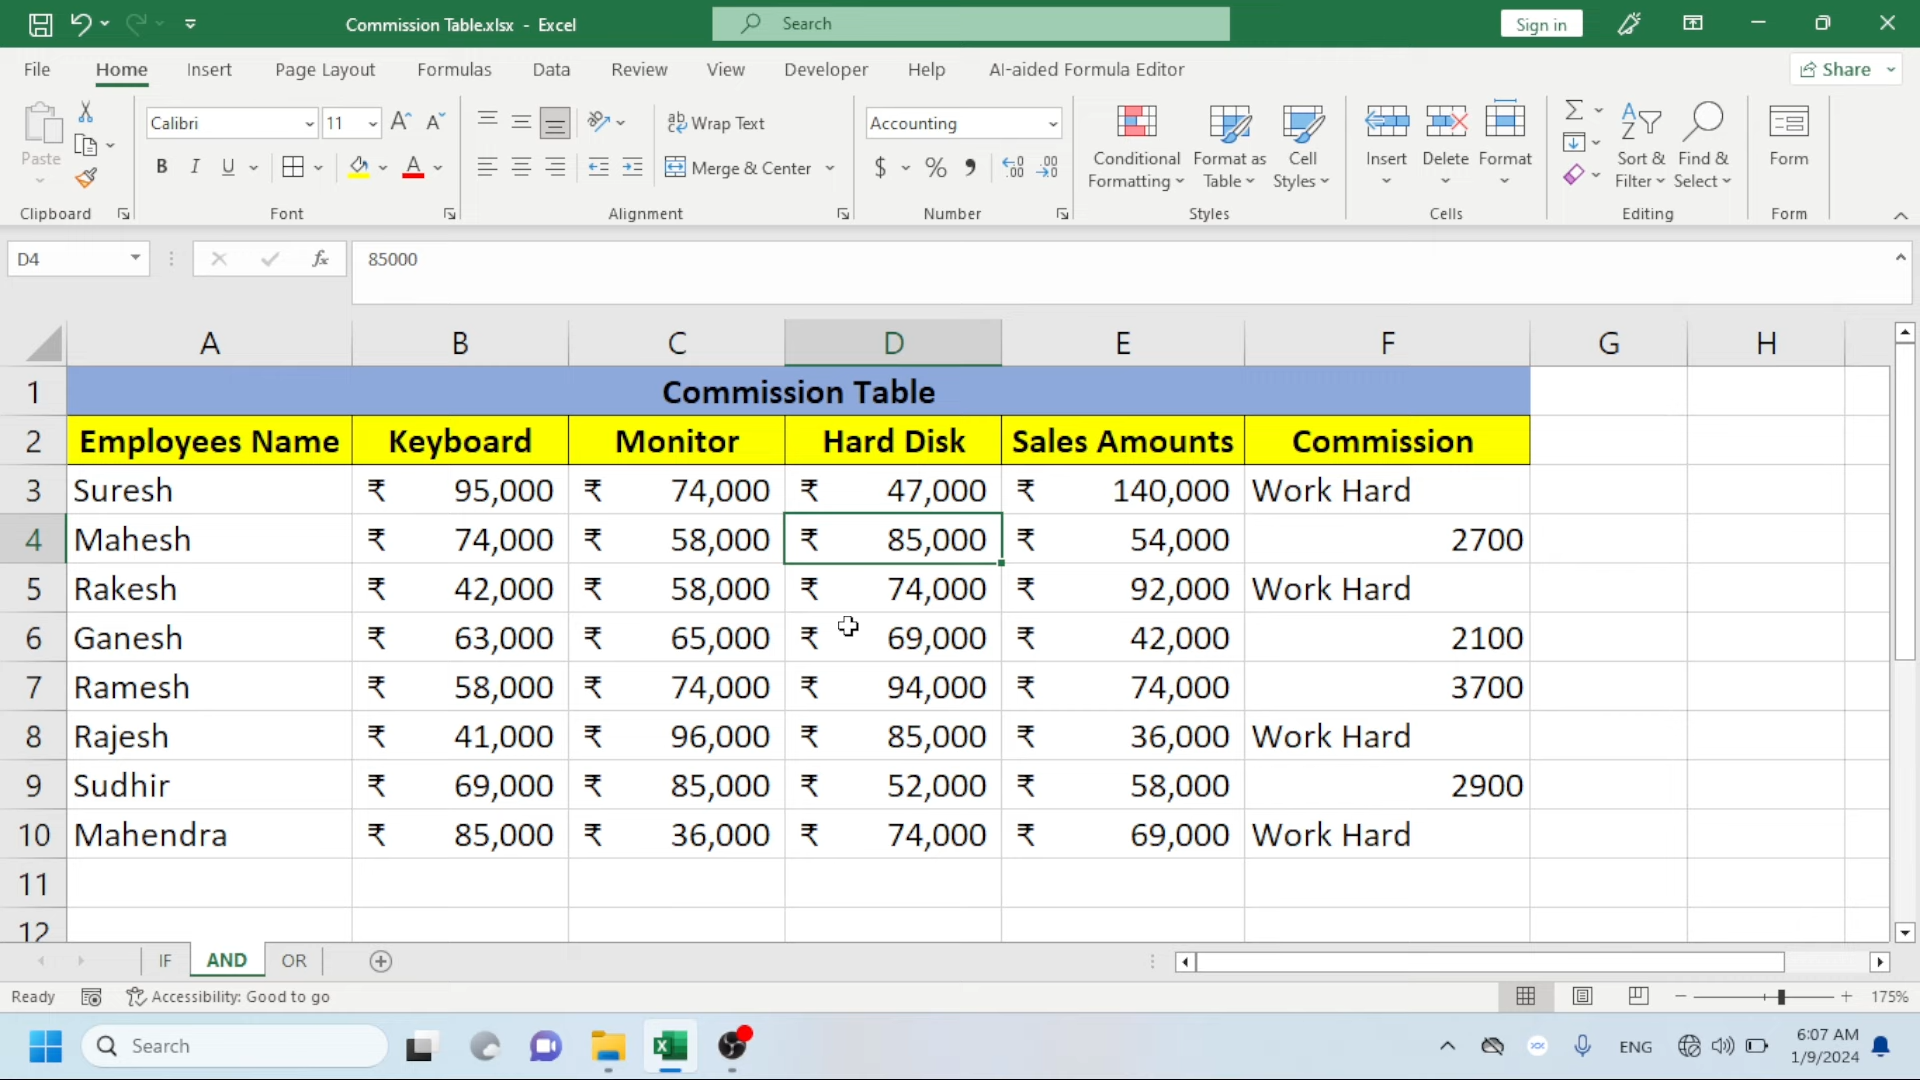 Commission Table.xlsx - Excel
Search
Sign in
File Home Insert Page Layout Formulas Data Review View Developer Help AI-aided Formula Editor Share
Paste
Calibri 11
B I U A
Wrap Text
Merge & Center
Accounting
$ % ,
Conditional Formatting
Format as Table
Cell Styles
Insert Delete Format
Sort & Filter
Find & Select
Form
Clipboard Font Alignment Number Styles Cells Editing Form
D4 fx 85000
A B C D E F G H
1 Commission Table
2 Employees Name Keyboard Monitor Hard Disk Sales Amounts Commission
3 Suresh ₹ 95,000 ₹ 74,000 ₹ 47,000 ₹ 140,000 Work Hard
4 Mahesh ₹ 74,000 ₹ 58,000 ₹ 85,000 ₹ 54,000 2700
5 Rakesh ₹ 42,000 ₹ 58,000 ₹ 74,000 ₹ 92,000 Work Hard
6 Ganesh ₹ 63,000 ₹ 65,000 ₹ 69,000 ₹ 42,000 2100
7 Ramesh ₹ 58,000 ₹ 74,000 ₹ 94,000 ₹ 74,000 3700
8 Rajesh ₹ 41,000 ₹ 96,000 ₹ 85,000 ₹ 36,000 Work Hard
9 Sudhir ₹ 69,000 ₹ 85,000 ₹ 52,000 ₹ 58,000 2900
10 Mahendra ₹ 85,000 ₹ 36,000 ₹ 74,000 ₹ 69,000 Work Hard
11
12
IF AND OR
Ready Accessibility: Good to go 175%
Search ENG 6:07 AM
1/9/2024